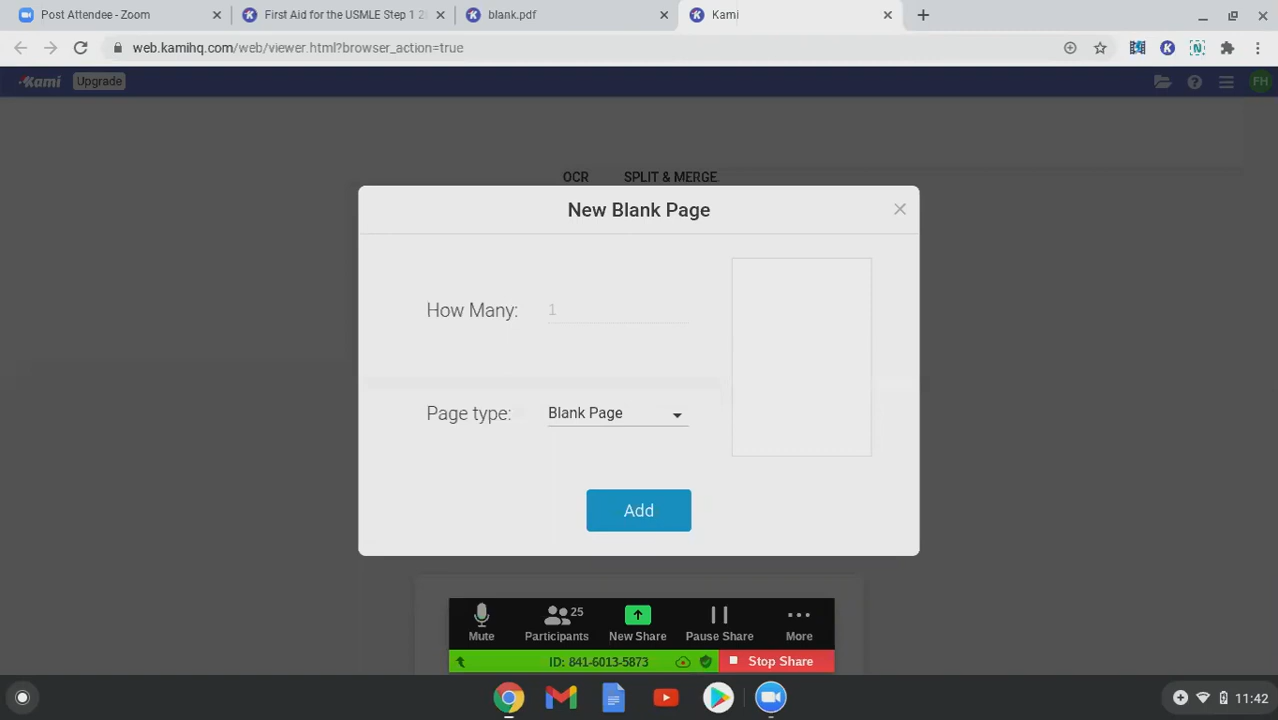 Post Attendee - Zoom
First Aid for the USMLE Step 1 2
blank.pdf
Kami
web.kamihq.com/web/viewer.html?browser_action=true
Kami
Upgrade
FH
OCR
SPLIT & MERGE
New Blank Page
How Many:
1
Page type:
Blank Page
Add
Mute
Participants
25
New Share
Pause Share
More
ID: 841-6013-5873
Stop Share
11:42